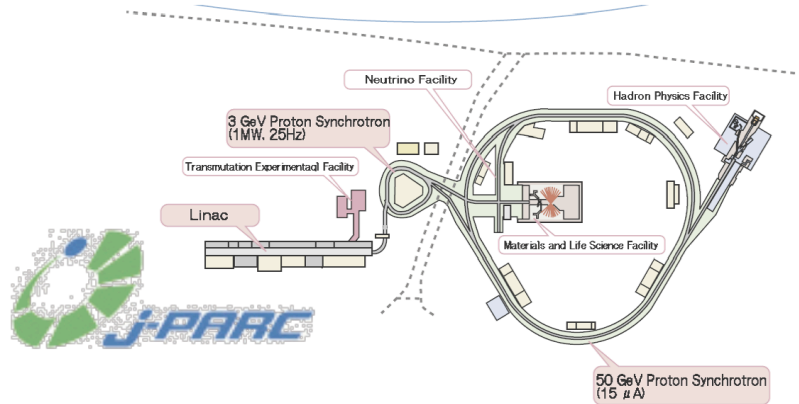 Neutrino Facility
Hadron Physics Facility
3 GeV Proton Synchrotron
(1MW, 25Hz)
Transmutation Experimentagl Facility
Linac
Materials and Life Science Facility
J-PARC
50 GeV Proton Synchrotron
(15 μA)